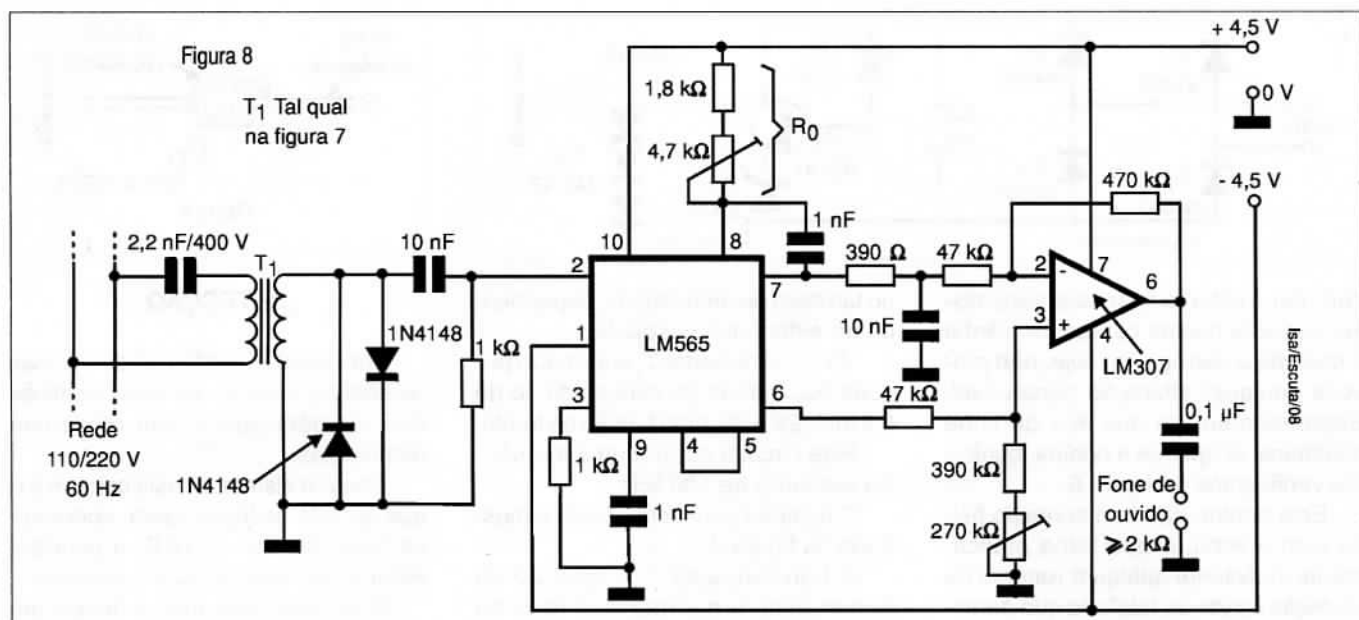 Figura 8
T1 Tal qual
na figura 7
2,2 nF/400 V
T1
Rede
110/220 V
60 Hz
1N4148
1N4148
10 nF
1 kΩ
1,8 kΩ
4,7 kΩ
R0
1 nF
10
8
2
7
1
LM565
3
6
9
4
5
1 kΩ
1 nF
390 Ω
47 kΩ
10 nF
47 kΩ
470 kΩ
2
-
7
6
3
+
4
LM307
390 kΩ
270 kΩ
0,1 µF
Fone de
ouvido
⩾2 kΩ
+ 4,5 V
0 V
- 4,5 V
Isa/Escuta/06